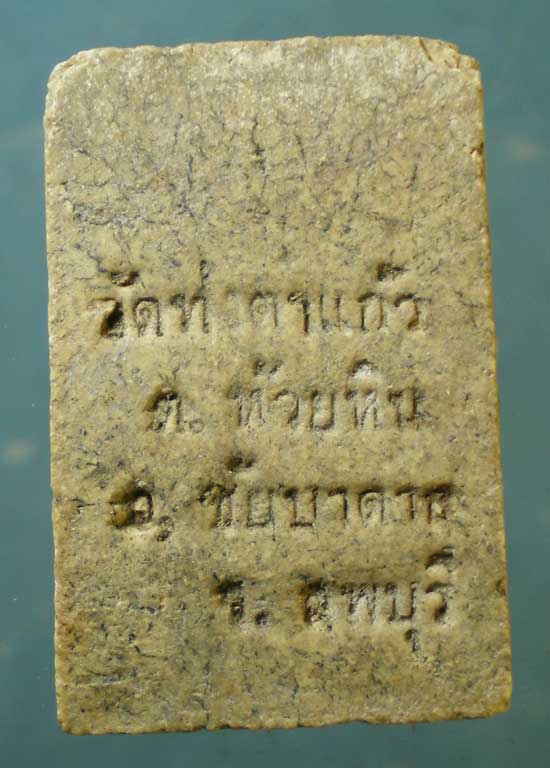 วัดท่าตาแก้ว
ต. ห้วยหิน
อ. ชัยบาดาล
จ. ลพบุรี